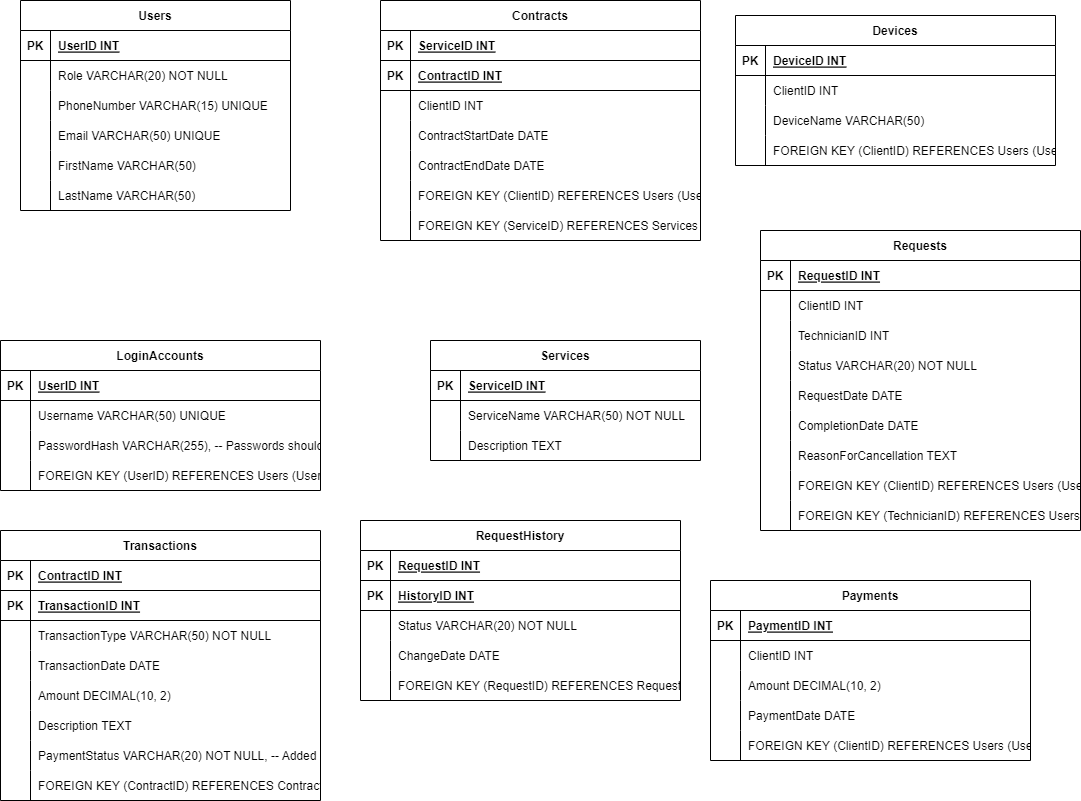 Users
PK UserID INT
Role VARCHAR(20) NOT NULL
PhoneNumber VARCHAR(15) UNIQUE
Email VARCHAR(50) UNIQUE
FirstName VARCHAR(50)
LastName VARCHAR(50)
Contracts
PK ServiceID INT
PK ContractID INT
ClientID INT
ContractStartDate DATE
ContractEndDate DATE
FOREIGN KEY (ClientID) REFERENCES Users (Use
FOREIGN KEY (ServiceID) REFERENCES Services
Devices
PK DeviceID INT
ClientID INT
DeviceName VARCHAR(50)
FOREIGN KEY (ClientID) REFERENCES Users (Use
Requests
PK RequestID INT
ClientID INT
TechnicianID INT
Status VARCHAR(20) NOT NULL
RequestDate DATE
CompletionDate DATE
ReasonForCancellation TEXT
FOREIGN KEY (ClientID) REFERENCES Users (Use
FOREIGN KEY (TechnicianID) REFERENCES Users
LoginAccounts
PK UserID INT
Username VARCHAR(50) UNIQUE
PasswordHash VARCHAR(255), -- Passwords should
FOREIGN KEY (UserID) REFERENCES Users (User
Services
PK ServiceID INT
ServiceName VARCHAR(50) NOT NULL
Description TEXT
Transactions
PK ContractID INT
PK TransactionID INT
TransactionType VARCHAR(50) NOT NULL
TransactionDate DATE
Amount DECIMAL(10, 2)
Description TEXT
PaymentStatus VARCHAR(20) NOT NULL, -- Added
FOREIGN KEY (ContractID) REFERENCES Contrac
RequestHistory
PK RequestID INT
PK HistoryID INT
Status VARCHAR(20) NOT NULL
ChangeDate DATE
FOREIGN KEY (RequestID) REFERENCES Request
Payments
PK PaymentID INT
ClientID INT
Amount DECIMAL(10, 2)
PaymentDate DATE
FOREIGN KEY (ClientID) REFERENCES Users (Use